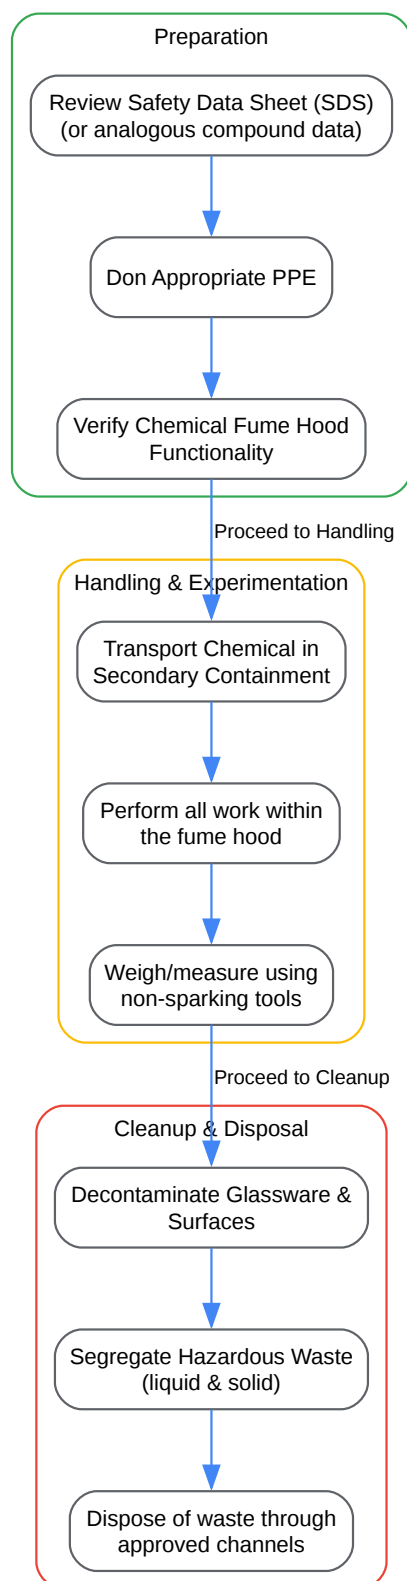 Preparation
Review Safety Data Sheet (SDS)
(or analogous compound data)
Don Appropriate PPE
Verify Chemical Fume Hood
Functionality
Proceed to Handling
Handling & Experimentation
Transport Chemical in
Secondary Containment
Perform all work within
the fume hood
Weigh/measure using
non-sparking tools
Proceed to Cleanup
Cleanup & Disposal
Decontaminate Glassware &
Surfaces
Segregate Hazardous Waste
(liquid & solid)
Dispose of waste through
approved channels